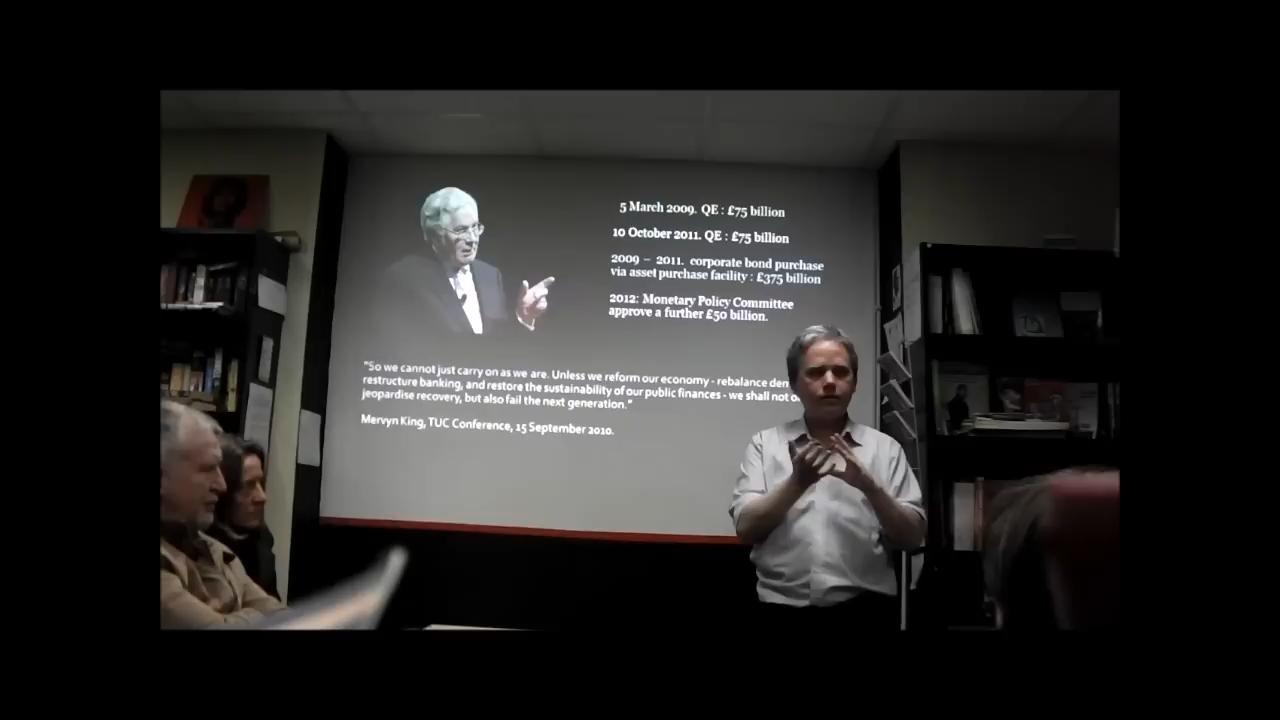 5 March 2009. QE : £75 billion
10 October 2011. QE : £75 billion
2009 – 2011. corporate bond purchase
via asset purchase facility : £375 billion
2012: Monetary Policy Committee
approve a further £50 billion.
"So we cannot just carry on as we are. Unless we reform our economy - rebalance
restructure banking, and restore the sustainability of our public finances - we shall not
jeopardise recovery, but also fail the next generation."
Mervyn King, TUC Conference, 15 September 2010.